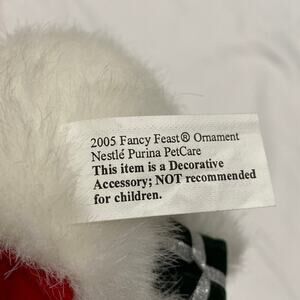 2005 Fancy Feast® Ornament
Nestlé Purina PetCare
This item is a Decorative
Accessory; NOT recommended
for children.